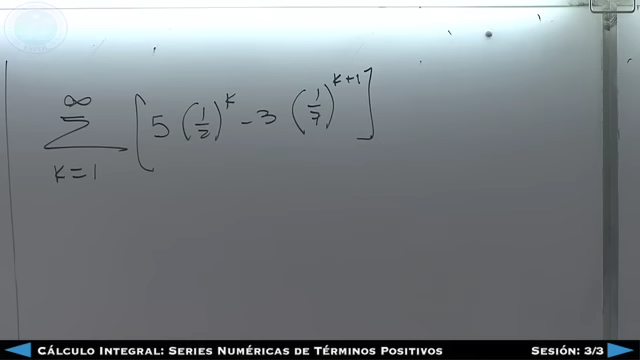 ∞
Σ [5 (1/2)^k - 3 (1/7)^{k+1}]
k=1
CÁLCULO INTEGRAL: SERIES NUMÉRICAS DE TÉRMINOS POSITIVOS
SESIÓN: 3/3